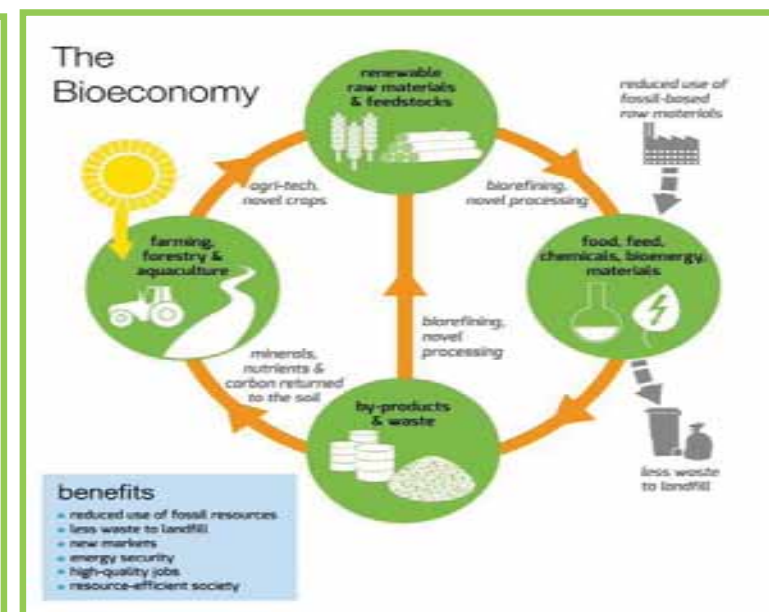 The
Bioeconomy
renewable
raw materials
& feedstocks
reduced use of
fossil-based
raw materials
agri-tech,
novel crops
biorefining,
novel processing
farming,
forestry &
aquaculture
food, feed,
chemicals, bioenergy,
materials
minerals,
nutrients &
carbon returned
to the soil
biorefining,
novel
processing
by-products
& waste
less waste
to landfill
benefits
• reduced use of fossil resources
• less waste to landfill
• new markets
• energy security
• high-quality jobs
• resource-efficient society